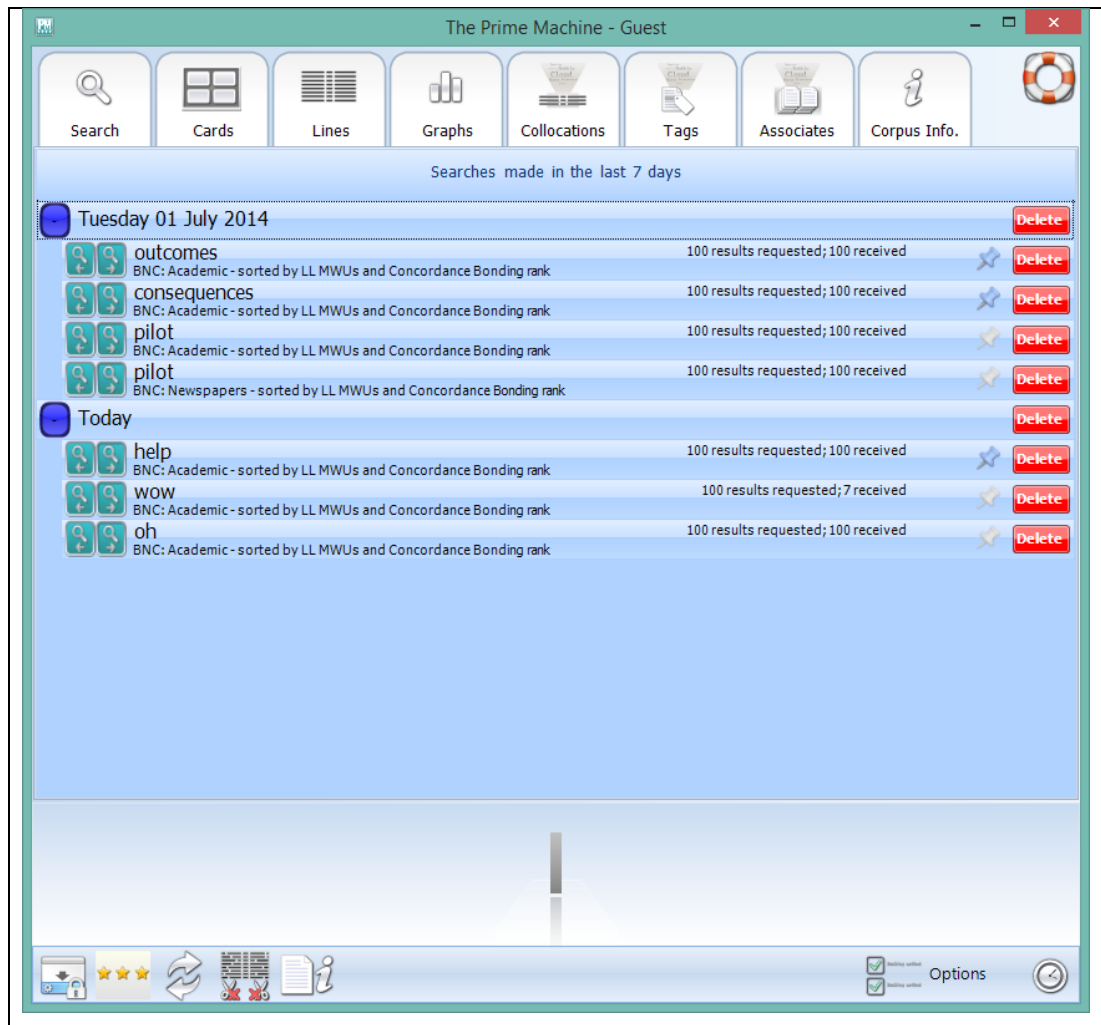 PM
The Prime Machine - Guest
Search Cards Lines Graphs Collocations Tags Associates Corpus Info.
Searches made in the last 7 days
- Tuesday 01 July 2014 Delete
outcomes 100 results requested; 100 received Delete
BNC: Academic - sorted by LL MWUs and Concordance Bonding rank
consequences 100 results requested; 100 received Delete
BNC: Academic - sorted by LL MWUs and Concordance Bonding rank
pilot 100 results requested; 100 received Delete
BNC: Academic - sorted by LL MWUs and Concordance Bonding rank
pilot 100 results requested; 100 received Delete
BNC: Newspapers - sorted by LL MWUs and Concordance Bonding rank
- Today Delete
help 100 results requested; 100 received Delete
BNC: Academic - sorted by LL MWUs and Concordance Bonding rank
wow 100 results requested; 7 received Delete
BNC: Academic - sorted by LL MWUs and Concordance Bonding rank
oh 100 results requested; 100 received Delete
BNC: Academic - sorted by LL MWUs and Concordance Bonding rank
Options